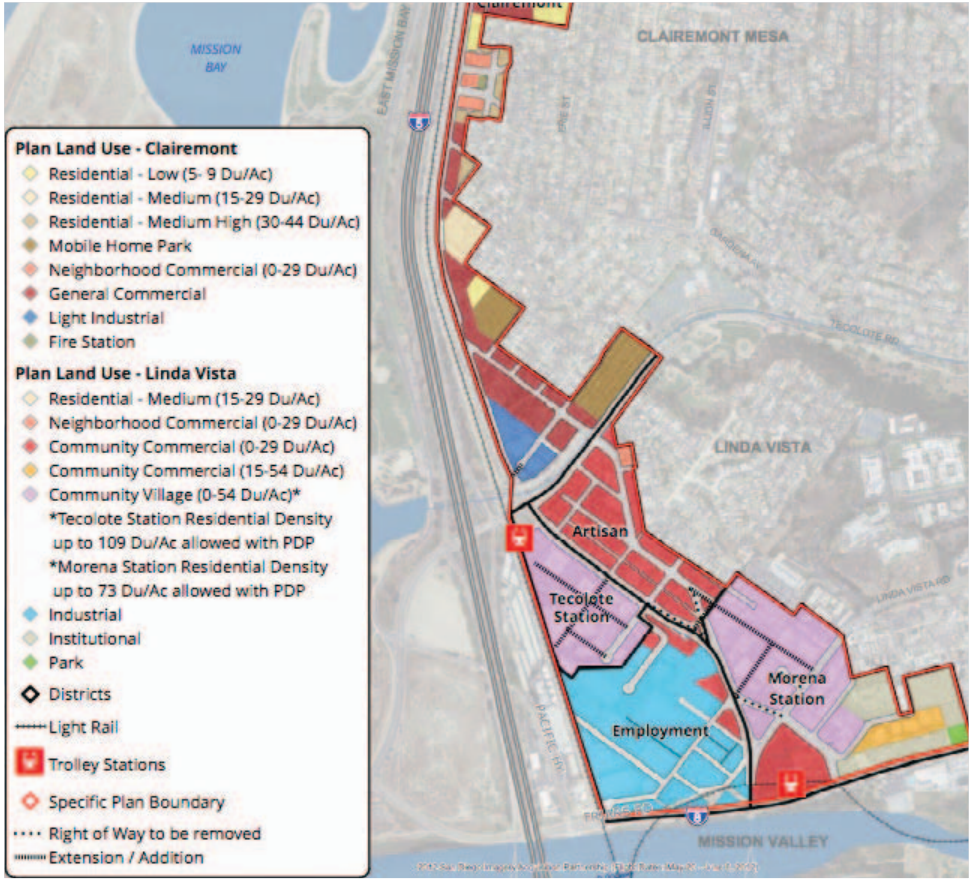 Clairemont
CLAIREMONT MESA
MISSION
BAY
EAST MISSION BAY
5
Plan Land Use - Clairemont
Residential - Low (5- 9 Du/Ac)
Residential - Medium (15-29 Du/Ac)
Residential - Medium High (30-44 Du/Ac)
Mobile Home Park
Neighborhood Commercial (0-29 Du/Ac)
General Commercial
Light Industrial
Fire Station
Plan Land Use - Linda Vista
Residential - Medium (15-29 Du/Ac)
Neighborhood Commercial (0-29 Du/Ac)
Community Commercial (0-29 Du/Ac)
Community Commercial (15-54 Du/Ac)
Community Village (0-54 Du/Ac)*
*Tecolote Station Residential Density
up to 109 Du/Ac allowed with PDP
*Morena Station Residential Density
up to 73 Du/Ac allowed with PDP
Industrial
Institutional
Park
Districts
Light Rail
Trolley Stations
Specific Plan Boundary
Right of Way to be removed
Extension / Addition
TECOLOTE RD
LINDA VISTA
Artisan
LINDA VISTA RD
Tecolote
Station
Morena
Station
PACIFIC HY
Employment
8
MISSION VALLEY